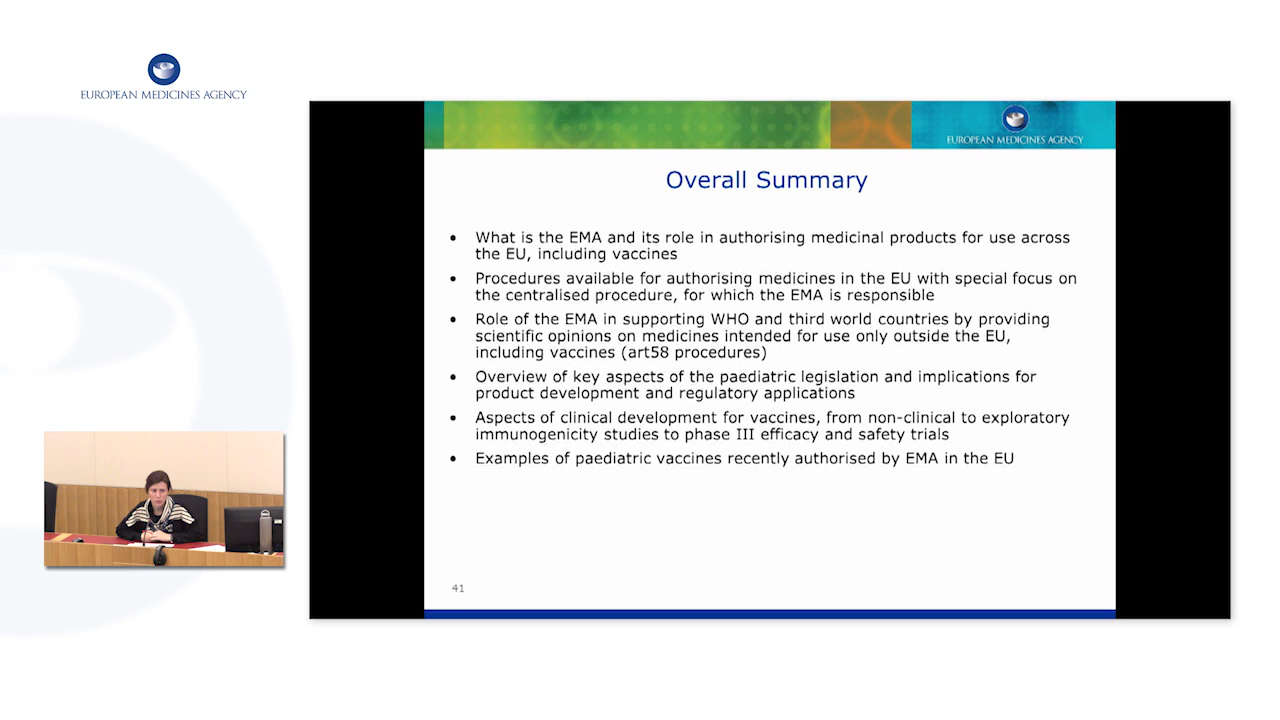 EUROPEAN MEDICINES AGENCY
EUROPEAN MEDICINES AGENCY
Overall Summary
• What is the EMA and its role in authorising medicinal products for use across
the EU, including vaccines
• Procedures available for authorising medicines in the EU with special focus on
the centralised procedure, for which the EMA is responsible
• Role of the EMA in supporting WHO and third world countries by providing
scientific opinions on medicines intended for use only outside the EU,
including vaccines (art58 procedures)
• Overview of key aspects of the paediatric legislation and implications for
product development and regulatory applications
• Aspects of clinical development for vaccines, from non-clinical to exploratory
immunogenicity studies to phase III efficacy and safety trials
• Examples of paediatric vaccines recently authorised by EMA in the EU
41